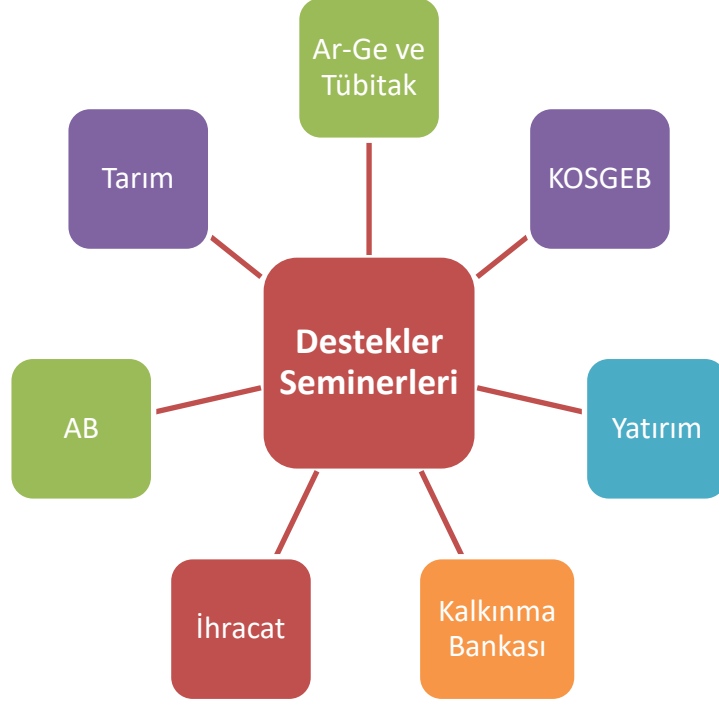 Ar-Ge ve
Tübitak
Tarım
KOSGEB
Destekler
Seminerleri
AB
Yatırım
İhracat
Kalkınma
Bankası